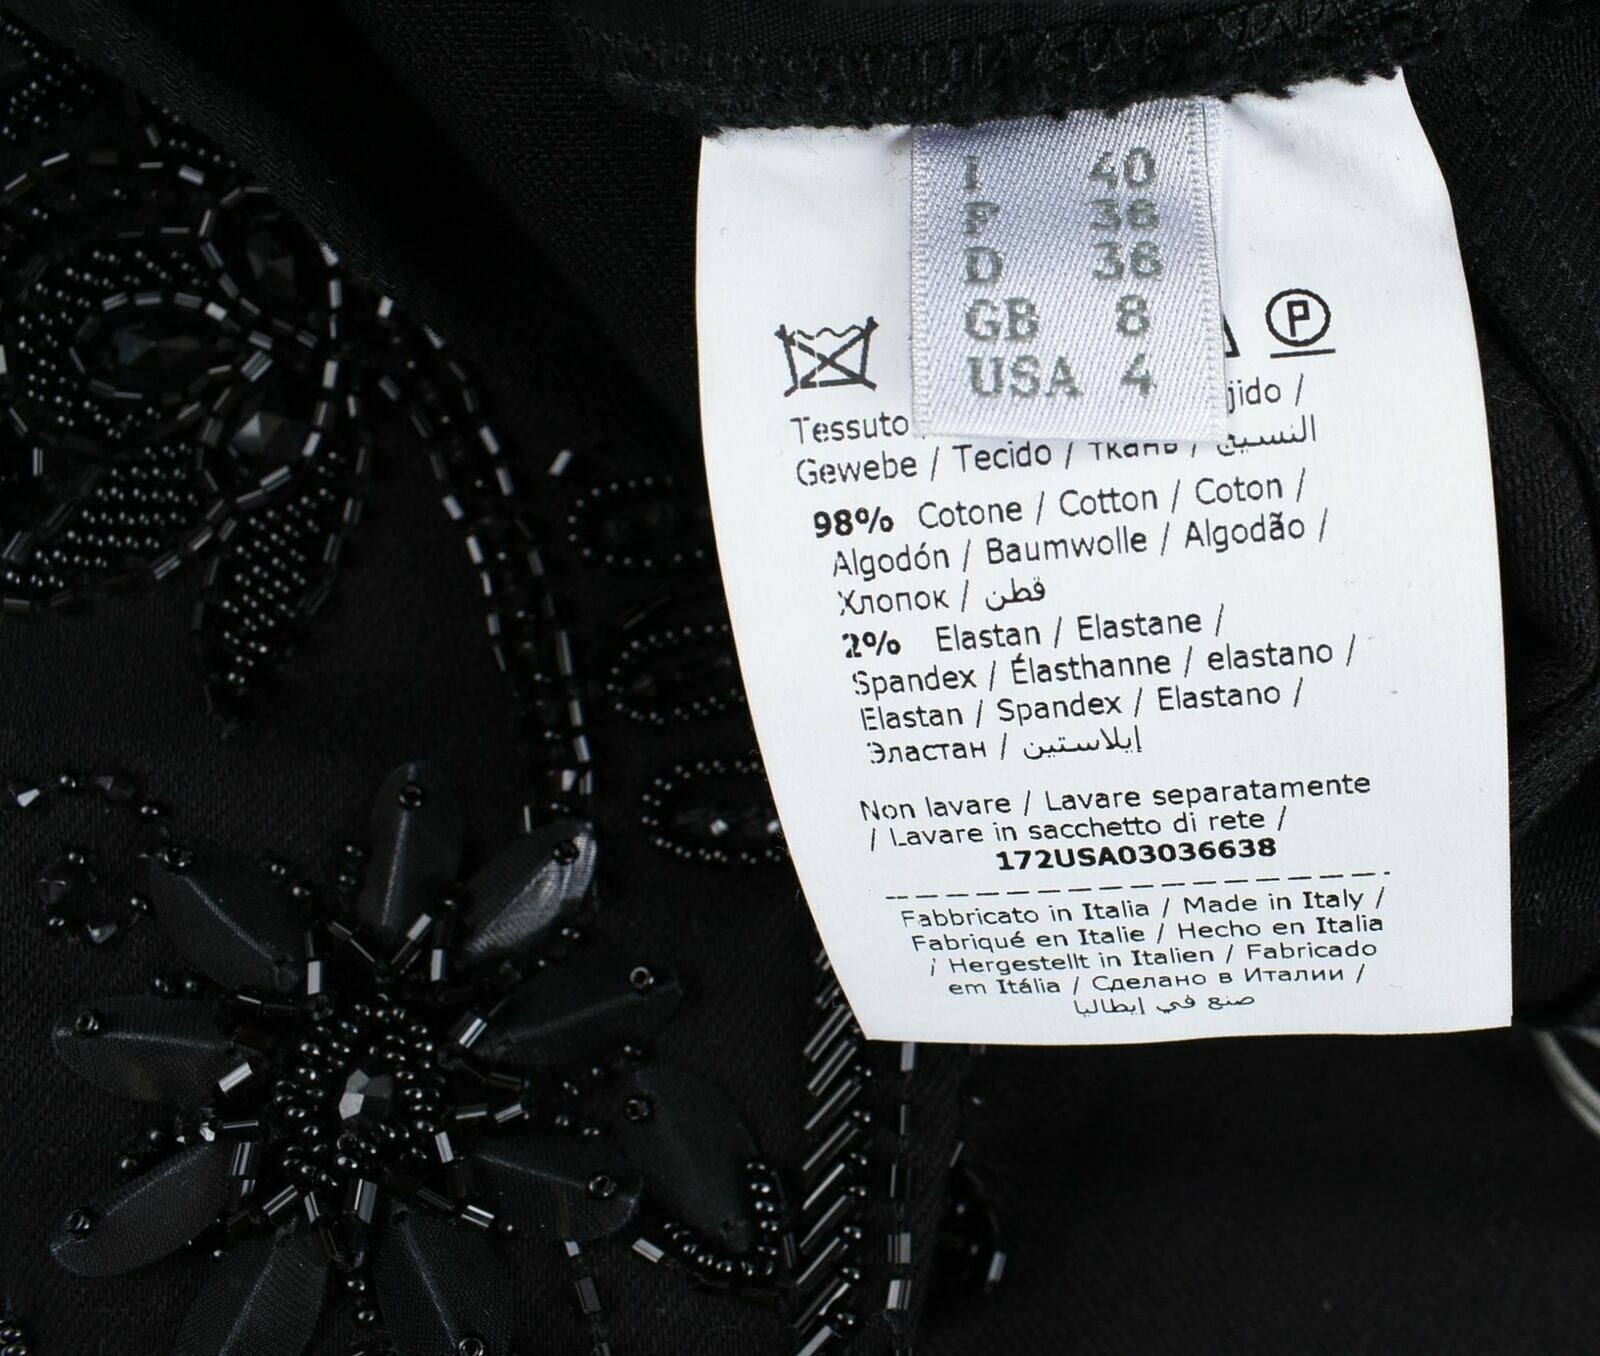 I 40
F 36
D 36
GB 8
USA 4
P
Tessuto jido /
Gewebe / Tecido / Ткань / النسيج
98% Cotone / Cotton / Coton /
Algodón / Baumwolle / Algodão /
Хлопок / قطن
2% Elastan / Elastane /
Spandex / Élasthanne / elastano /
Elastan / Spandex / Elastano /
Эластан / إيلاستين
Non lavare / Lavare separatamente
/ Lavare in sacchetto di rete /
172USA03036638
Fabbricato in Italia / Made in Italy /
Fabriqué en Italie / Hecho en Italia
/ Hergestellt in Italien / Fabricado
em Itália / Сделано в Италии /
صنع في إيطاليا